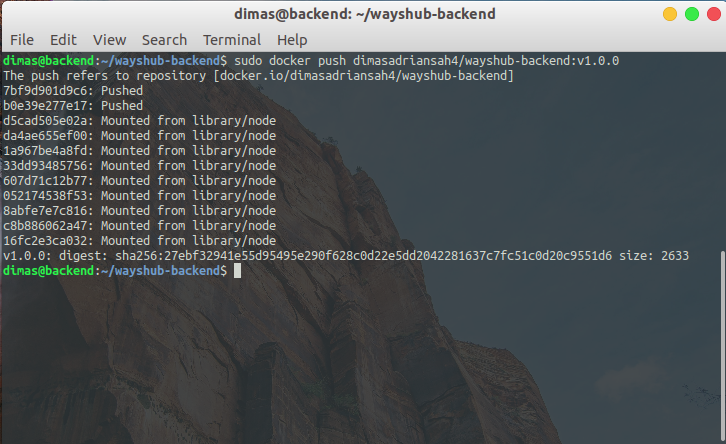 dimas@backend: ~/wayshub-backend
File Edit View Search Terminal Help
dimas@backend:~/wayshub-backend$ sudo docker push dimasadriansah4/wayshub-backend:v1.0.0
The push refers to repository [docker.io/dimasadriansah4/wayshub-backend]
7bf9d901d9c6: Pushed
b0e39e277e17: Pushed
d5cad505e02a: Mounted from library/node
da4ae655ef00: Mounted from library/node
1a967be4a8fd: Mounted from library/node
33dd93485756: Mounted from library/node
607d71c12b77: Mounted from library/node
052174538f53: Mounted from library/node
8abfe7e7c816: Mounted from library/node
c8b886062a47: Mounted from library/node
16fc2e3ca032: Mounted from library/node
v1.0.0: digest: sha256:27ebf32941e55d95495e290f628c0d22e5dd2042281637c7fc51c0d20c9551d6 size: 2633
dimas@backend:~/wayshub-backend$